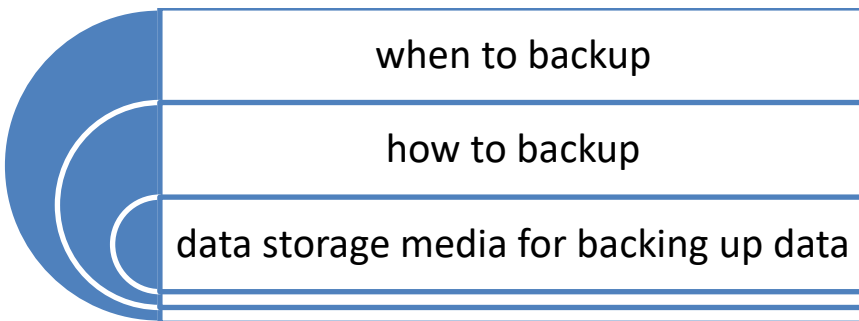 when to backup
how to backup
data storage media for backing up data